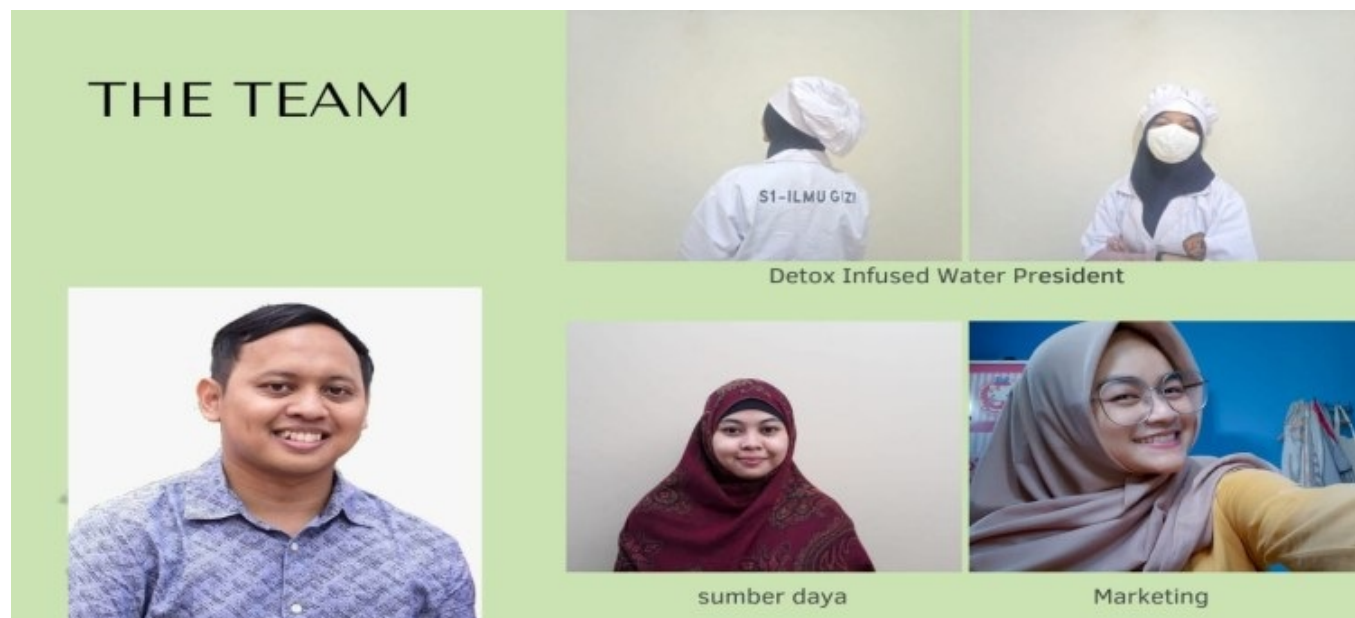 THE TEAM
S1-ILMU GIZI
Detox Infused Water President
sumber daya
Marketing